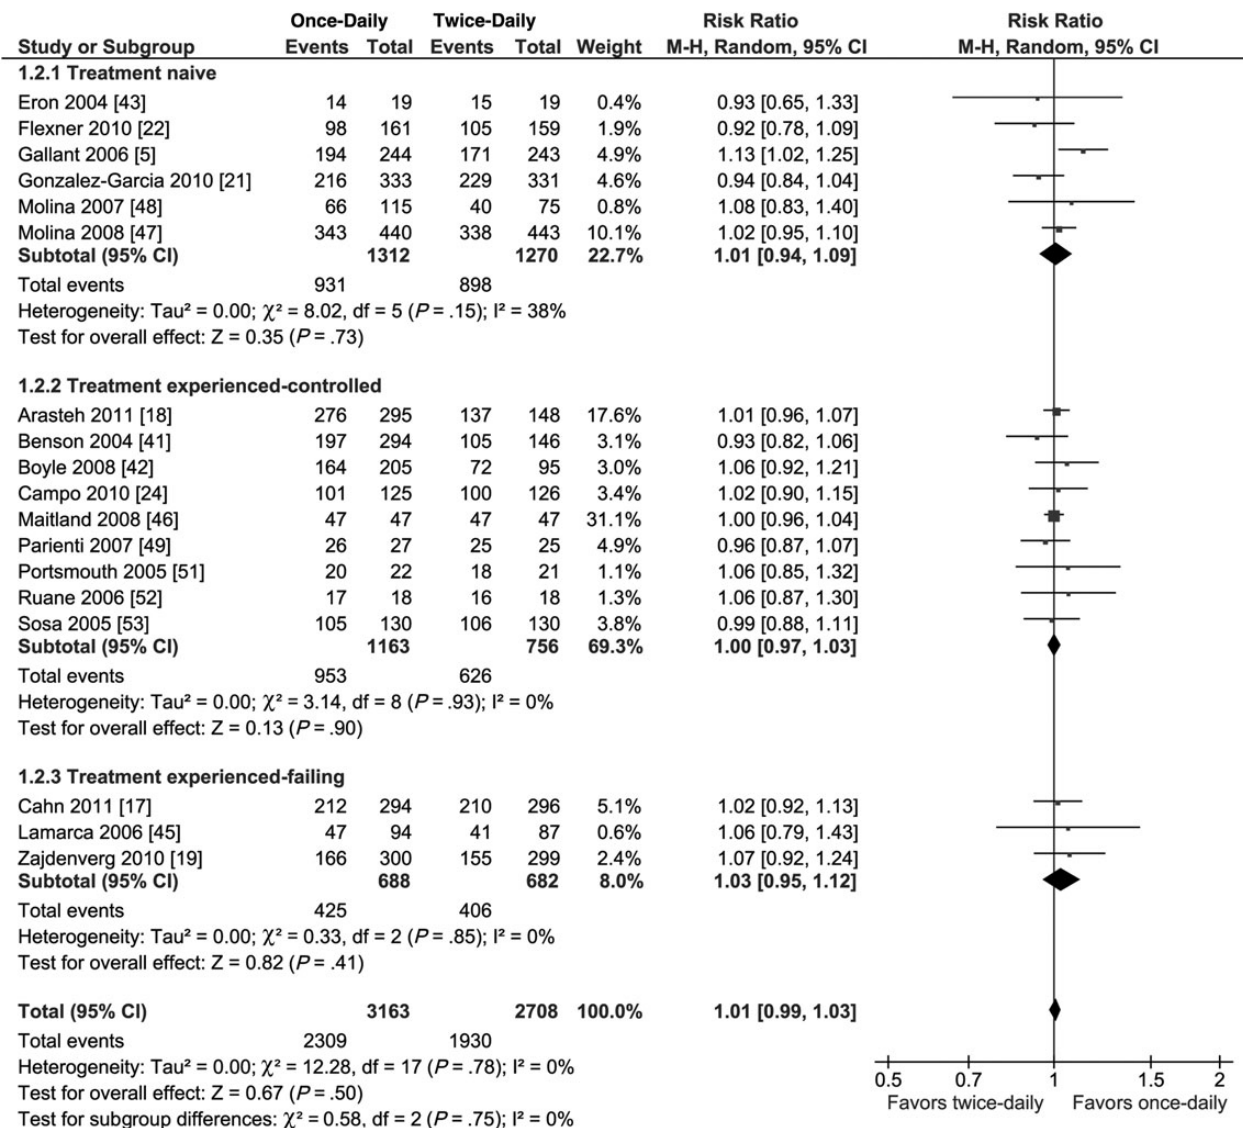 Once-Daily Twice-Daily Risk Ratio Risk Ratio
Study or Subgroup Events Total Events Total Weight M-H, Random, 95% CI M-H, Random, 95% CI
1.2.1 Treatment naive
Eron 2004 [43] 14 19 15 19 0.4% 0.93 [0.65, 1.33]
Flexner 2010 [22] 98 161 105 159 1.9% 0.92 [0.78, 1.09]
Gallant 2006 [5] 194 244 171 243 4.9% 1.13 [1.02, 1.25]
Gonzalez-Garcia 2010 [21] 216 333 229 331 4.6% 0.94 [0.84, 1.04]
Molina 2007 [48] 66 115 40 75 0.8% 1.08 [0.83, 1.40]
Molina 2008 [47] 343 440 338 443 10.1% 1.02 [0.95, 1.10]
Subtotal (95% CI) 1312 1270 22.7% 1.01 [0.94, 1.09]
Total events 931 898
Heterogeneity: Tau² = 0.00; χ² = 8.02, df = 5 (P = .15); I² = 38%
Test for overall effect: Z = 0.35 (P = .73)
1.2.2 Treatment experienced-controlled
Arasteh 2011 [18] 276 295 137 148 17.6% 1.01 [0.96, 1.07]
Benson 2004 [41] 197 294 105 146 3.1% 0.93 [0.82, 1.06]
Boyle 2008 [42] 164 205 72 95 3.0% 1.06 [0.92, 1.21]
Campo 2010 [24] 101 125 100 126 3.4% 1.02 [0.90, 1.15]
Maitland 2008 [46] 47 47 47 47 31.1% 1.00 [0.96, 1.04]
Parienti 2007 [49] 26 27 25 25 4.9% 0.96 [0.87, 1.07]
Portsmouth 2005 [51] 20 22 18 21 1.1% 1.06 [0.85, 1.32]
Ruane 2006 [52] 17 18 16 18 1.3% 1.06 [0.87, 1.30]
Sosa 2005 [53] 105 130 106 130 3.8% 0.99 [0.88, 1.11]
Subtotal (95% CI) 1163 756 69.3% 1.00 [0.97, 1.03]
Total events 953 626
Heterogeneity: Tau² = 0.00; χ² = 3.14, df = 8 (P = .93); I² = 0%
Test for overall effect: Z = 0.13 (P = .90)
1.2.3 Treatment experienced-failing
Cahn 2011 [17] 212 294 210 296 5.1% 1.02 [0.92, 1.13]
Lamarca 2006 [45] 47 94 41 87 0.6% 1.06 [0.79, 1.43]
Zajdenverg 2010 [19] 166 300 155 299 2.4% 1.07 [0.92, 1.24]
Subtotal (95% CI) 688 682 8.0% 1.03 [0.95, 1.12]
Total events 425 406
Heterogeneity: Tau² = 0.00; χ² = 0.33, df = 2 (P = .85); I² = 0%
Test for overall effect: Z = 0.82 (P = .41)
Total (95% CI) 3163 2708 100.0% 1.01 [0.99, 1.03]
Total events 2309 1930
Heterogeneity: Tau² = 0.00; χ² = 12.28, df = 17 (P = .78); I² = 0%
Test for overall effect: Z = 0.67 (P = .50)
Test for subgroup differences: χ² = 0.58, df = 2 (P = .75); I² = 0%
0.5 0.7 1 1.5 2
Favors twice-daily Favors once-daily